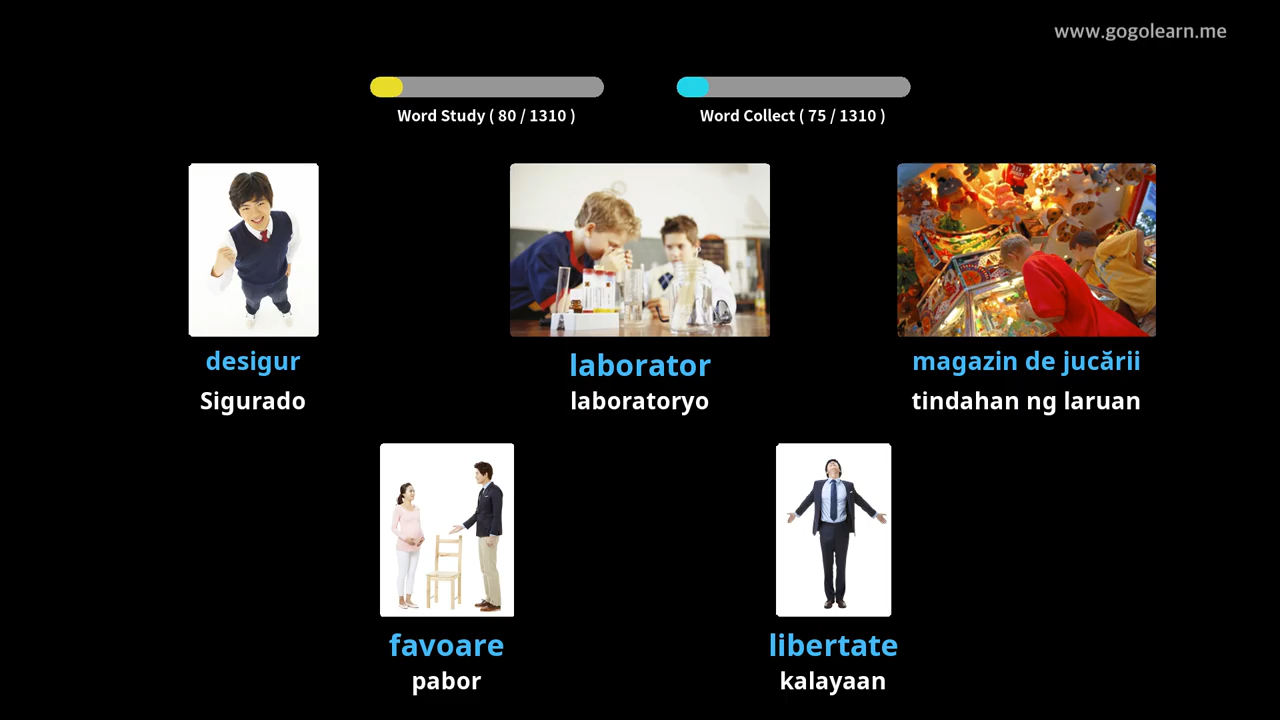 www.gogolearn.me
Word Study ( 80 / 1310 )
Word Collect ( 75 / 1310 )
desigur
Sigurado
laborator
laboratoryo
magazin de jucării
tindahan ng laruan
favoare
pabor
libertate
kalayaan